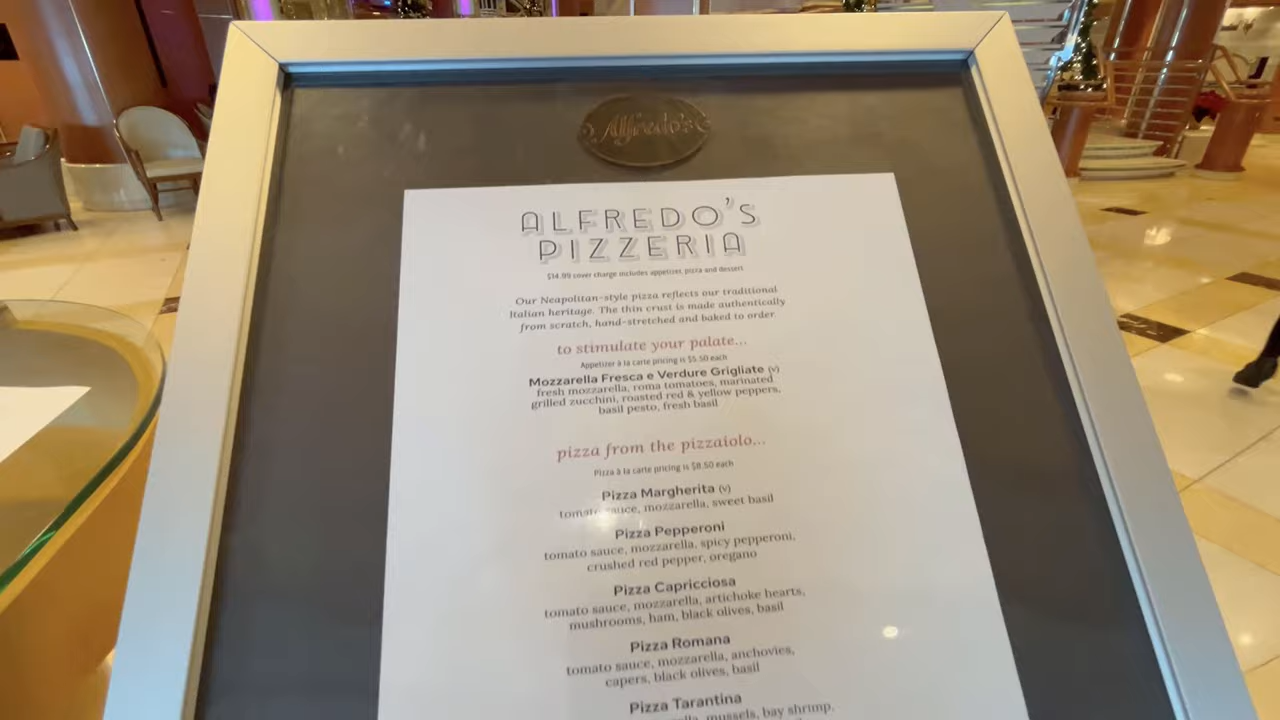 Alfredo's
ALFREDO'S
PIZZERIA
$14.99 cover charge includes appetizer, pizza and dessert
Our Neapolitan-style pizza reflects our traditional
Italian heritage. The thin crust is made authentically
from scratch, hand-stretched and baked to order
to stimulate your palate...
Appetizer à la carte pricing is $5.50 each
Mozzarella Fresca e Verdure Grigliate (v)
fresh mozzarella, roma tomatoes, marinated
grilled zucchini, roasted red & yellow peppers,
basil pesto, fresh basil
pizza from the pizzaiolo...
Pizza à la carte pricing is $8.50 each
Pizza Margherita (v)
tomato sauce, mozzarella, sweet basil
Pizza Pepperoni
tomato sauce, mozzarella, spicy pepperoni,
crushed red pepper, oregano
Pizza Capricciosa
tomato sauce, mozzarella, artichoke hearts,
mushrooms, ham, black olives, basil
Pizza Romana
tomato sauce, mozzarella, anchovies,
capers, black olives, basil
Pizza Tarantina
mussels, bay shrimp,